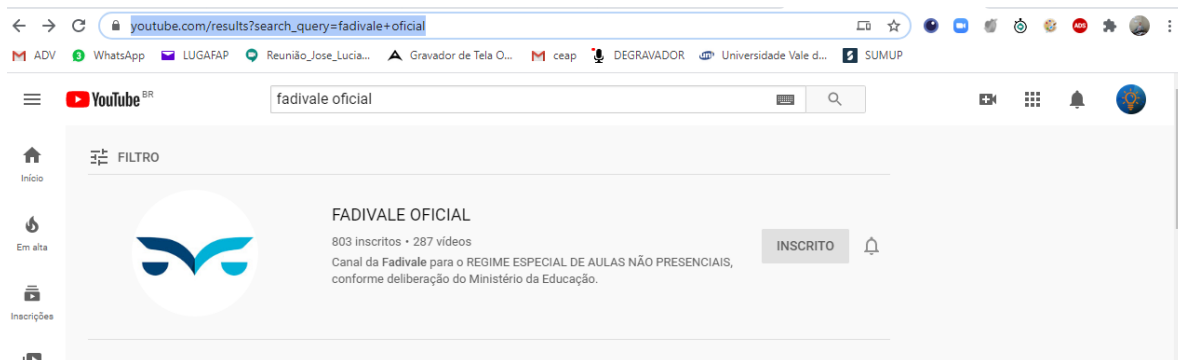 youtube.com/results?search_query=fadivale+oficial
ADS
ADV WhatsApp LUGAFAP Reunião_Jose_Lucia... Gravador de Tela O... ceap DEGRAVADOR Universidade Vale d... SUMUP
YouTube BR
fadivale oficial
Início
FILTRO
Em alta
Inscrições
FADIVALE OFICIAL
803 inscritos • 287 vídeos
Canal da Fadivale para o REGIME ESPECIAL DE AULAS NÃO PRESENCIAIS,
conforme deliberação do Ministério da Educação.
INSCRITO